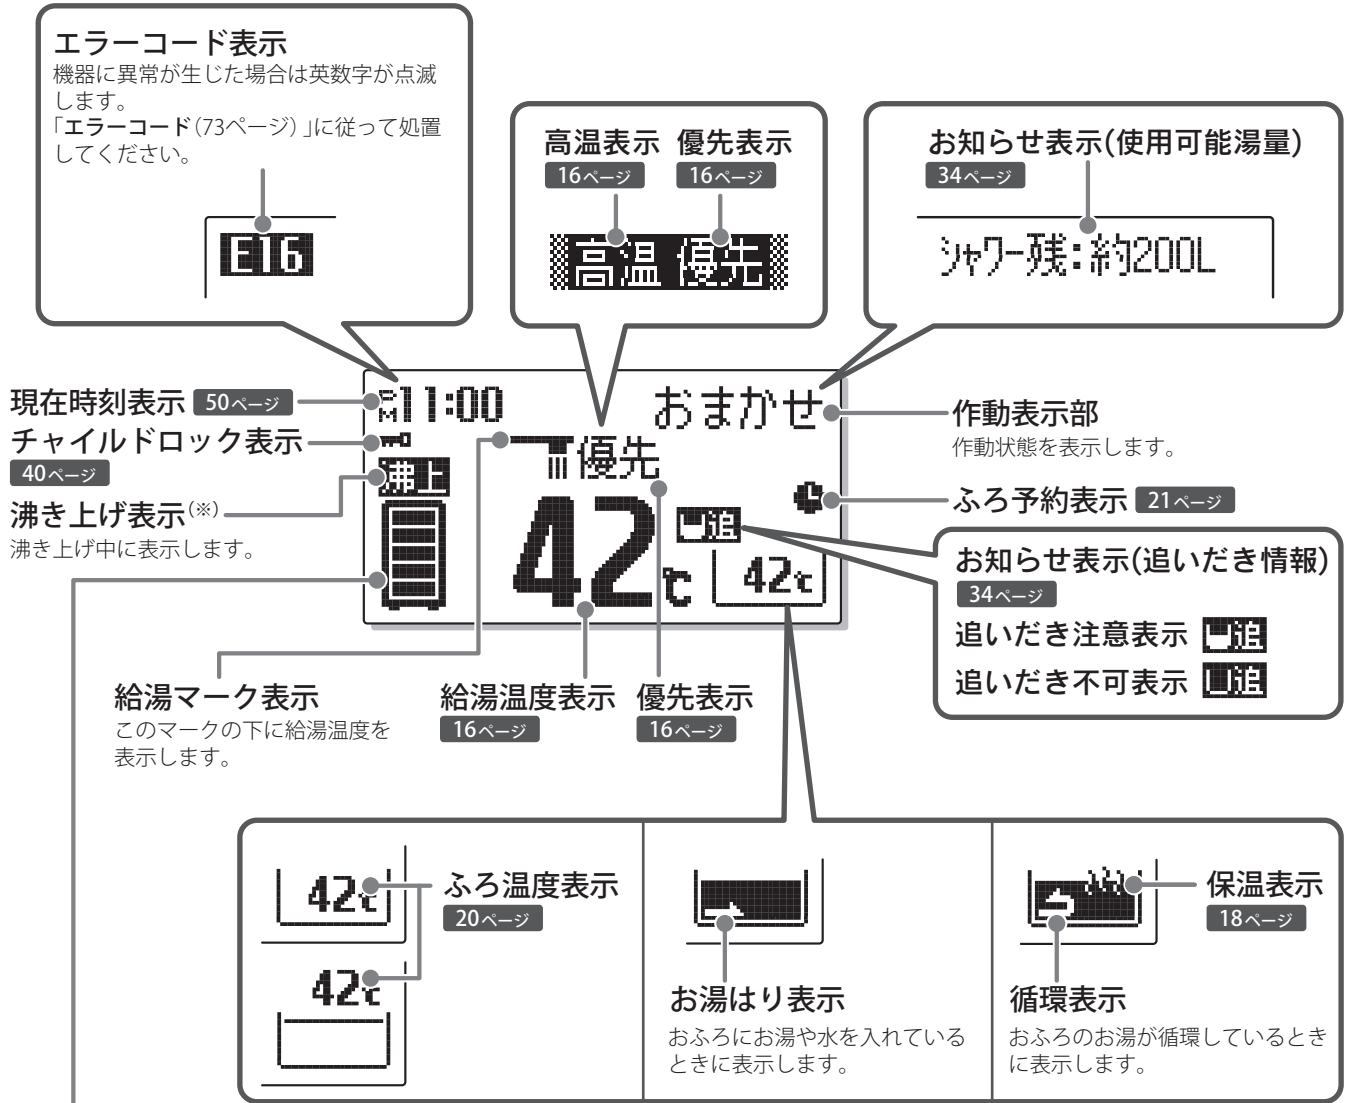 エラーコード表示
機器に異常が生じた場合は英数字が点滅
します。
「エラーコード(73ページ)」に従って処置
してください。
E16
高温表示 優先表示
16ページ 16ページ
高温 優先
お知らせ表示(使用可能湯量)
34ページ
シャワー残:約200L
現在時刻表示 50ページ
チャイルドロック表示
40ページ
沸き上げ表示(※)
沸き上げ中に表示します。
PM 11:00 おまかせ
優先
沸上
42℃
追
42℃
作動表示部
作動状態を表示します。
ふろ予約表示 21ページ
お知らせ表示(追いだき情報)
34ページ
追いだき注意表示 追
追いだき不可表示 追
給湯マーク表示
このマークの下に給湯温度を
表示します。
給湯温度表示
16ページ
優先表示
16ページ
42℃
ふろ温度表示
20ページ
42℃
お湯はり表示
おふろにお湯や水を入れている
ときに表示します。
保温表示
18ページ
循環表示
おふろのお湯が循環しているとき
に表示します。